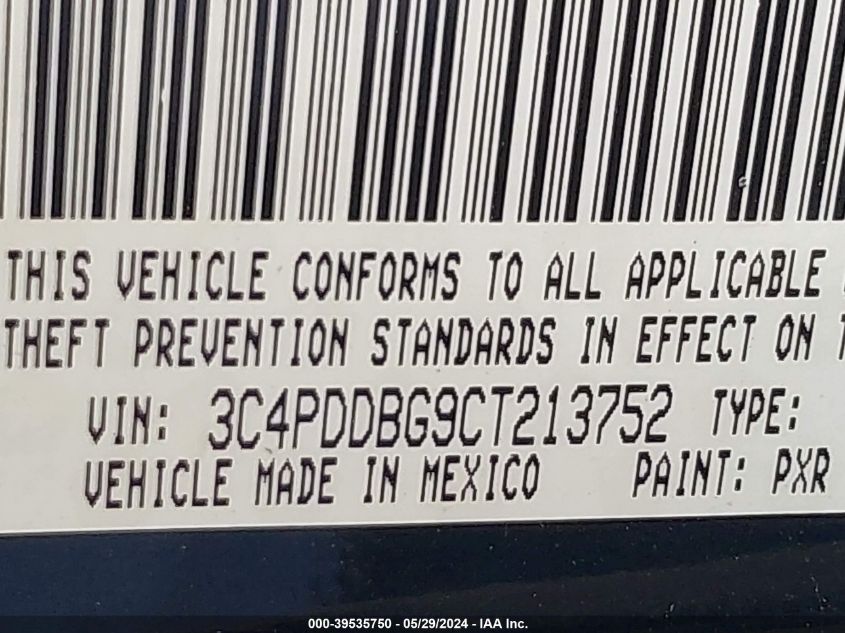 THIS VEHICLE CONFORMS TO ALL APPLICABLE
THEFT PREVENTION STANDARDS IN EFFECT ON
VIN: 3C4PDDBG9CT213752 TYPE:
VEHICLE MADE IN MEXICO PAINT: PXR
000-39535750 - 05/29/2024 - IAA Inc.